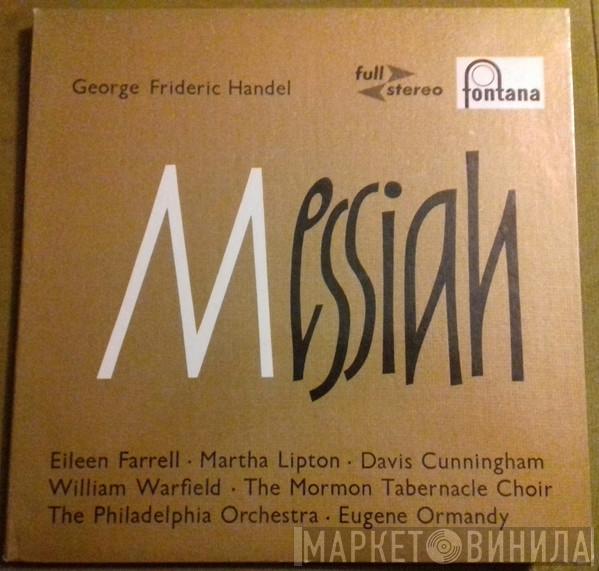 George Frideric Handel
full
stereo
fontana
Messiah
Eileen Farrell · Martha Lipton · Davis Cunningham
William Warfield · The Mormon Tabernacle Choir
The Philadelphia Orchestra · Eugene Ormandy
МАРКЕТ ВИНИЛА